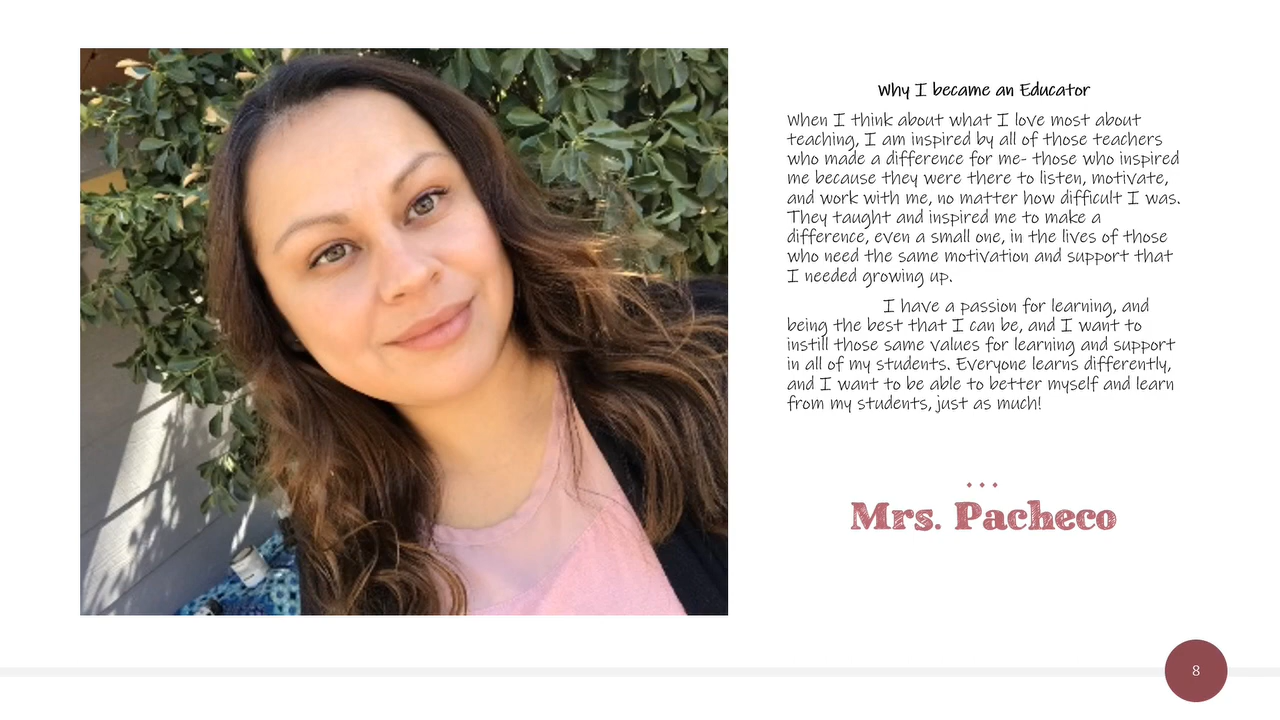 Why I became an Educator
When I think about what I love most about
teaching, I am inspired by all of those teachers
who made a difference for me- those who inspired
me because they were there to listen, motivate,
and work with me, no matter how difficult I was.
They taught and inspired me to make a
difference, even a small one, in the lives of those
who need the same motivation and support that
I needed growing up.
I have a passion for learning, and
being the best that I can be, and I want to
instill those same values for learning and support
in all of my students. Everyone learns differently,
and I want to be able to better myself and learn
from my students, just as much!
Mrs. Pacheco
8